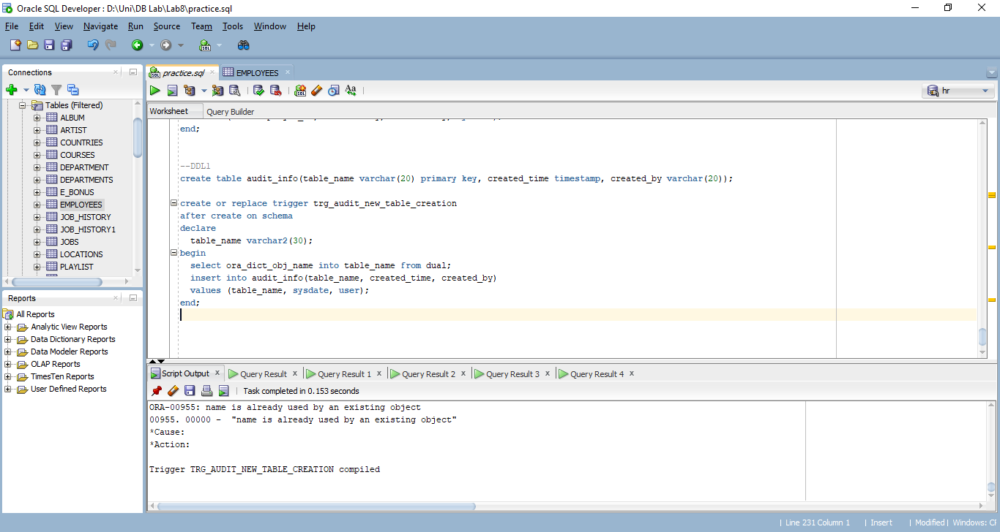 Oracle SQL Developer : D:\Uni\DB Lab\Lab8\practice.sql
File Edit View Navigate Run Source Team Tools Window Help
Connections
Tables (Filtered)
ALBUM
ARTIST
COUNTRIES
COURSES
DEPARTMENT
DEPARTMENTS
E_BONUS
EMPLOYEES
JOB_HISTORY
JOB_HISTORY1
JOBS
LOCATIONS
PLAYLIST
Reports
All Reports
Analytic View Reports
Data Dictionary Reports
Data Modeler Reports
OLAP Reports
TimesTen Reports
User Defined Reports
practice.sql
EMPLOYEES
hr
Worksheet Query Builder
end;
--DDL1
create table audit_info(table_name varchar(20) primary key, created_time timestamp, created_by varchar(20));
create or replace trigger trg_audit_new_table_creation
after create on schema
declare
table_name varchar2(30);
begin
select ora_dict_obj_name into table_name from dual;
insert into audit_info(table_name, created_time, created_by)
values (table_name, sysdate, user);
end;
Script Output x Query Result x Query Result 1 x Query Result 2 x Query Result 3 x Query Result 4 x
Task completed in 0.153 seconds
ORA-00955: name is already used by an existing object
00955. 00000 - "name is already used by an existing object"
*Cause:
*Action:
Trigger TRG_AUDIT_NEW_TABLE_CREATION compiled
| Line 231 Column 1 | Insert | Modified | Windows: